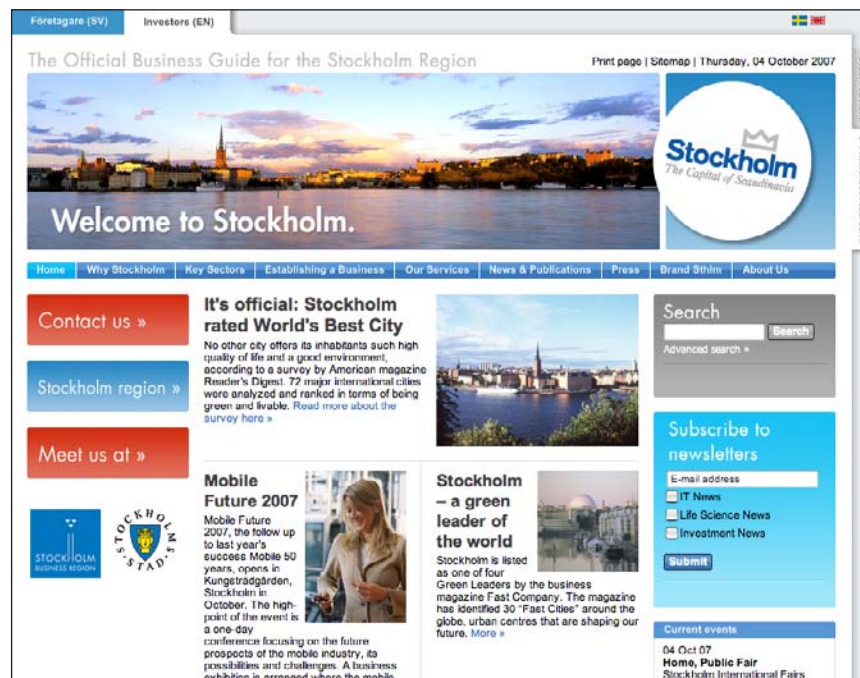 Företagare (SV)
Investors (EN)
The Official Business Guide for the Stockholm Region
Print page | Sitemap | Thursday, 04 October 2007
Welcome to Stockholm.
Stockholm
The Capital of Scandinavia
Home
Why Stockholm
Key Sectors
Establishing a Business
Our Services
News & Publications
Press
Brand Sthlm
About Us
Contact us »
Stockholm region »
Meet us at »
STOCKHOLM
BUSINESS REGION
STOCKHOLMS STAD
It's official: Stockholm
rated World's Best City
No other city offers its inhabitants such high
quality of life and a good environment,
according to a survey by American magazine
Reader's Digest. 72 major international cities
were analyzed and ranked in terms of being
green and livable. Read more about the
survey here »
Mobile
Future 2007
Mobile Future
2007, the follow up
to last year's
success Mobile 50
years, opens in
Kungsträdgården,
Stockholm in
October. The high-
point of the event is
a one-day
conference focusing on the future
prospects of the mobile industry, its
possibilities and challenges. A business
exhibition is arranged where the mobile
Stockholm
– a green
leader of
the world
Stockholm is listed
as one of four
Green Leaders by the business
magazine Fast Company. The magazine
has identified 30 "Fast Cities" around the
globe, urban centres that are shaping our
future. More »
Search
Search
Advanced search »
Subscribe to
newsletters
E-mail address
IT News
Life Science News
Investment News
Submit
Current events
04 Oct 07
Home, Public Fair
Stockholm International Fairs